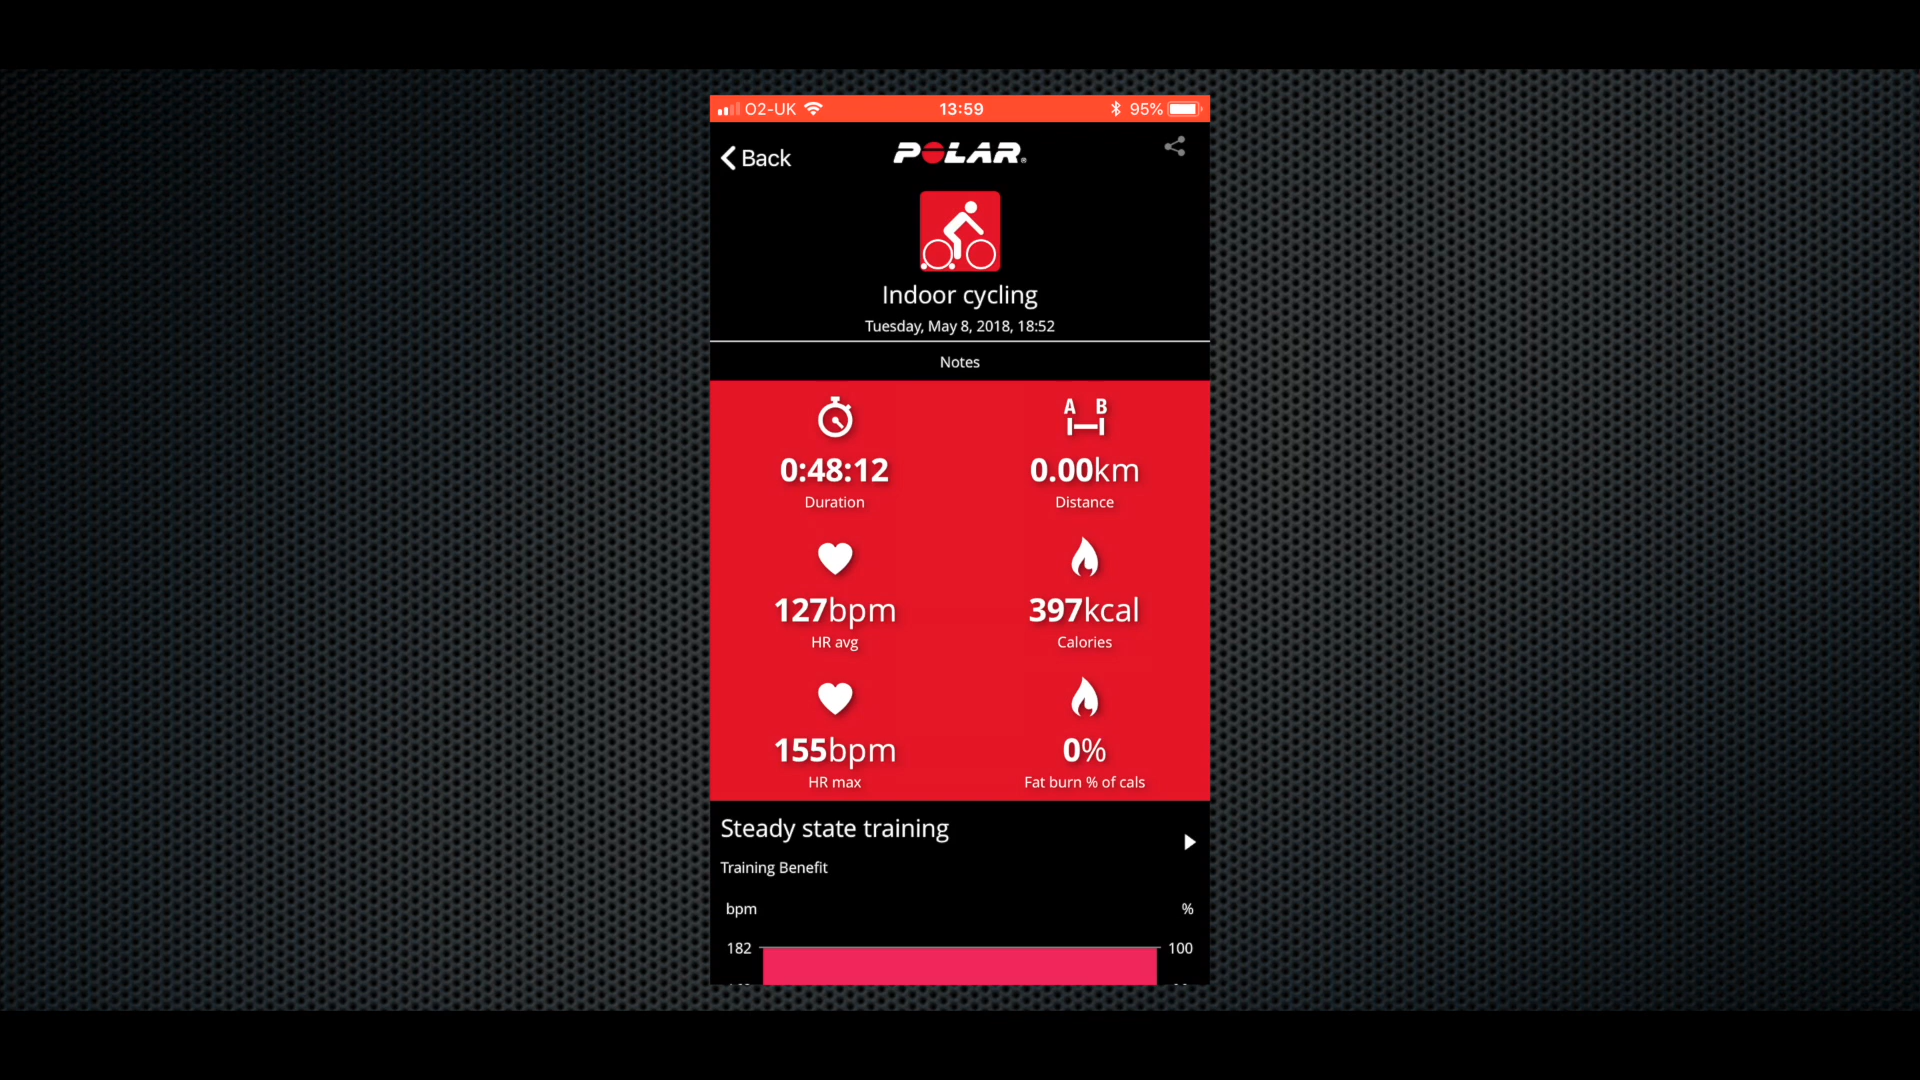 O2-UK 13:59 95%
Back POLAR
Indoor cycling
Tuesday, May 8, 2018, 18:52
Notes
A B
0:48:12 0.00km
Duration Distance
127bpm 397kcal
HR avg Calories
155bpm 0%
HR max Fat burn % of cals
Steady state training
Training Benefit
bpm %
182 100